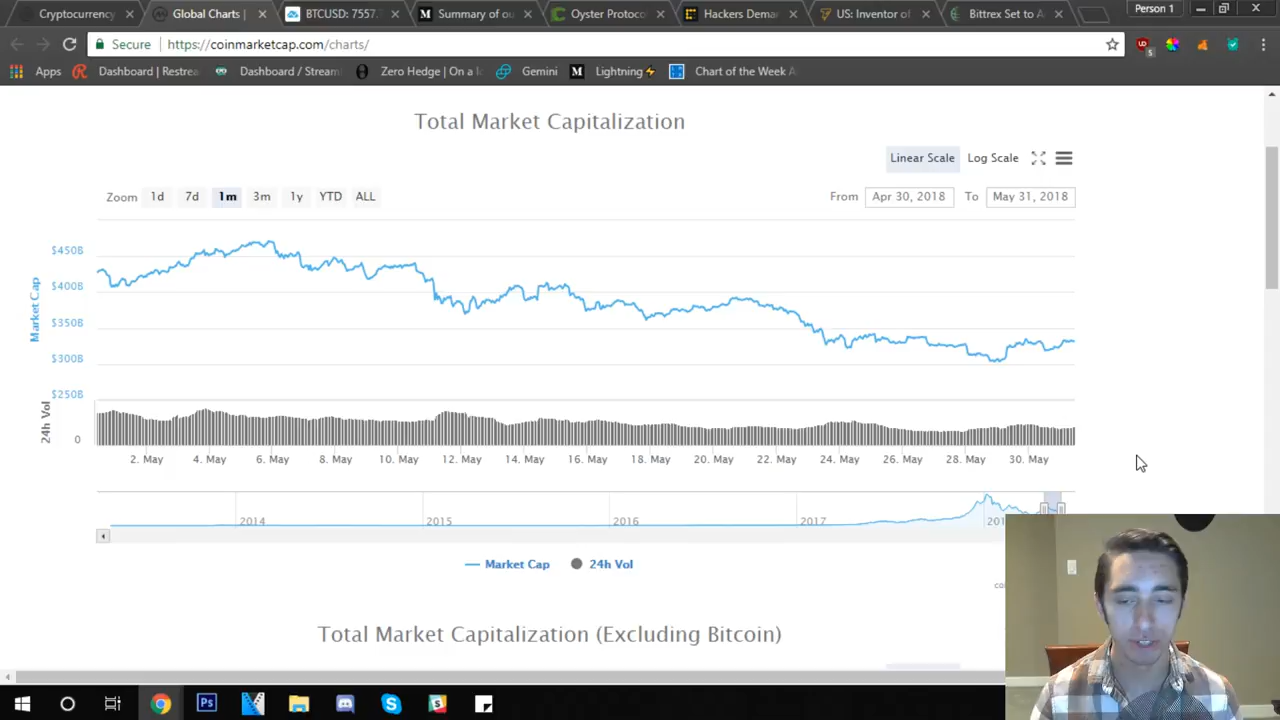 Cryptocurrency
Global Charts |
BTCUSD: 7557.
Summary of ou
Oyster Protoco
Hackers Dema
US: Inventor of
Bittrex Set to A
Person 1
Secure
https://coinmarketcap.com/charts/
Apps
Dashboard | Restrea
Dashboard / Streami
Zero Hedge | On a l
Gemini
Lightning⚡
Chart of the Week A
Total Market Capitalization
Linear Scale
Log Scale
Zoom 1d 7d 1m 3m 1y YTD ALL
From Apr 30, 2018 To May 31, 2018
$450B
$400B
$350B
$300B
$250B
0
Market Cap
24h Vol
2. May 4. May 6. May 8. May 10. May 12. May 14. May 16. May 18. May 20. May 22. May 24. May 26. May 28. May 30. May
2014 2015 2016 2017 201
Market Cap 24h Vol
Total Market Capitalization (Excluding Bitcoin)